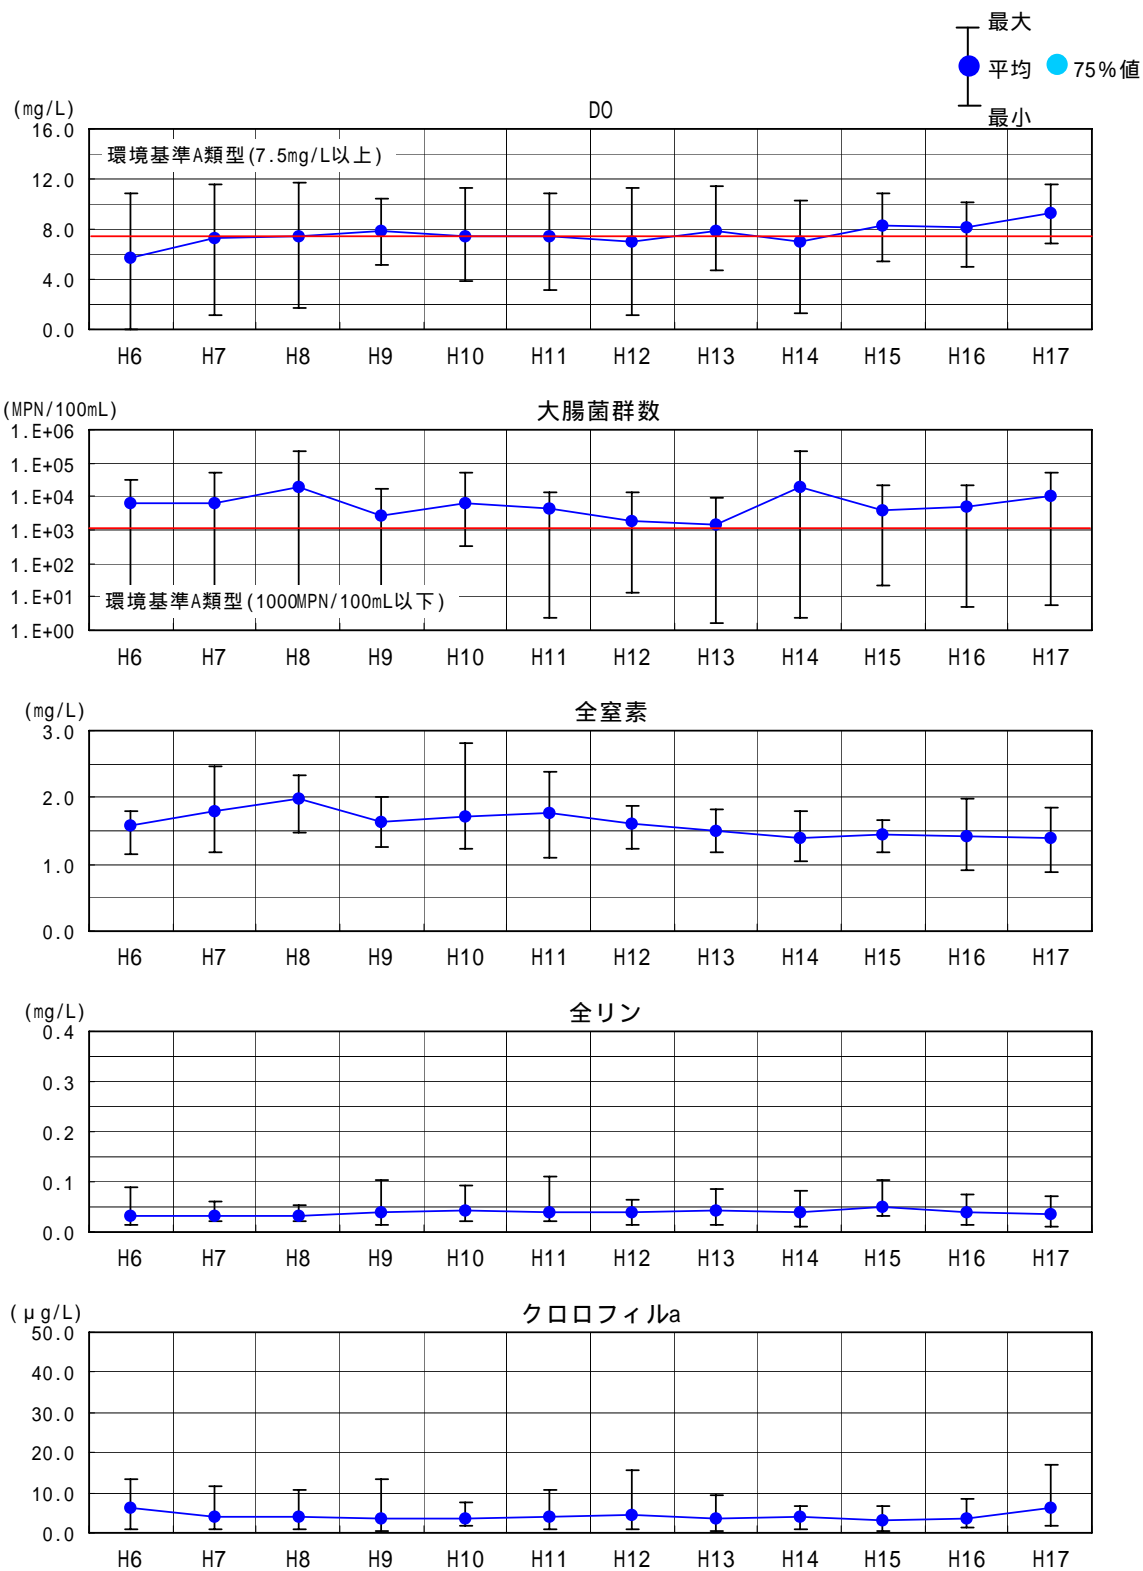 最大
平均 75%値
最小
(mg/L) DO
16.0
環境基準A類型(7.5mg/L以上)
12.0
8.0
4.0
0.0
H6 H7 H8 H9 H10 H11 H12 H13 H14 H15 H16 H17
(MPN/100mL) 大腸菌群数
1.E+06
1.E+05
1.E+04
1.E+03
1.E+02
1.E+01
環境基準A類型(1000MPN/100mL以下)
1.E+00
H6 H7 H8 H9 H10 H11 H12 H13 H14 H15 H16 H17
(mg/L) 全窒素
3.0
2.0
1.0
0.0
H6 H7 H8 H9 H10 H11 H12 H13 H14 H15 H16 H17
(mg/L) 全リン
0.4
0.3
0.2
0.1
0.0
H6 H7 H8 H9 H10 H11 H12 H13 H14 H15 H16 H17
(μg/L) クロロフィルa
50.0
40.0
30.0
20.0
10.0
0.0
H6 H7 H8 H9 H10 H11 H12 H13 H14 H15 H16 H17